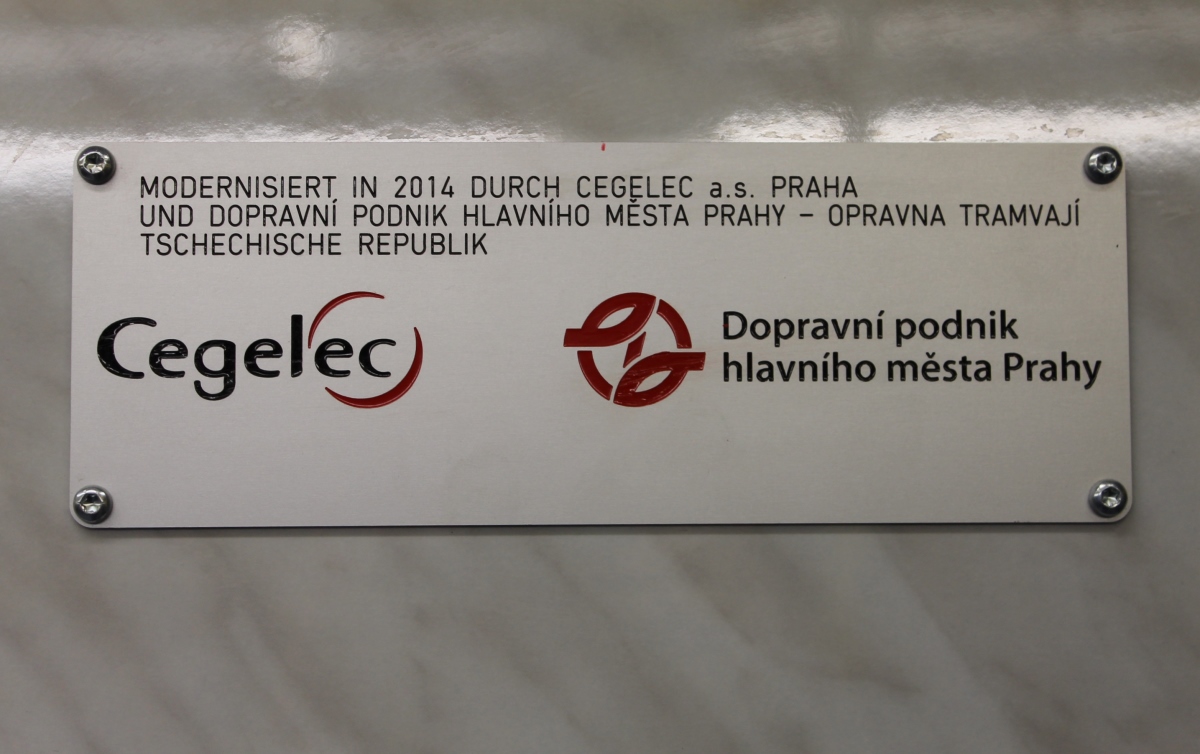 MODERNISIERT IN 2014 DURCH CEGELEC a.s. PRAHA
UND DOPRAVNÍ PODNIK HLAVNÍHO MĚSTA PRAHY – OPRAVNA TRAMVAJÍ
TSCHECHISCHE REPUBLIK
Cegelec
Dopravní podnik
hlavního města Prahy